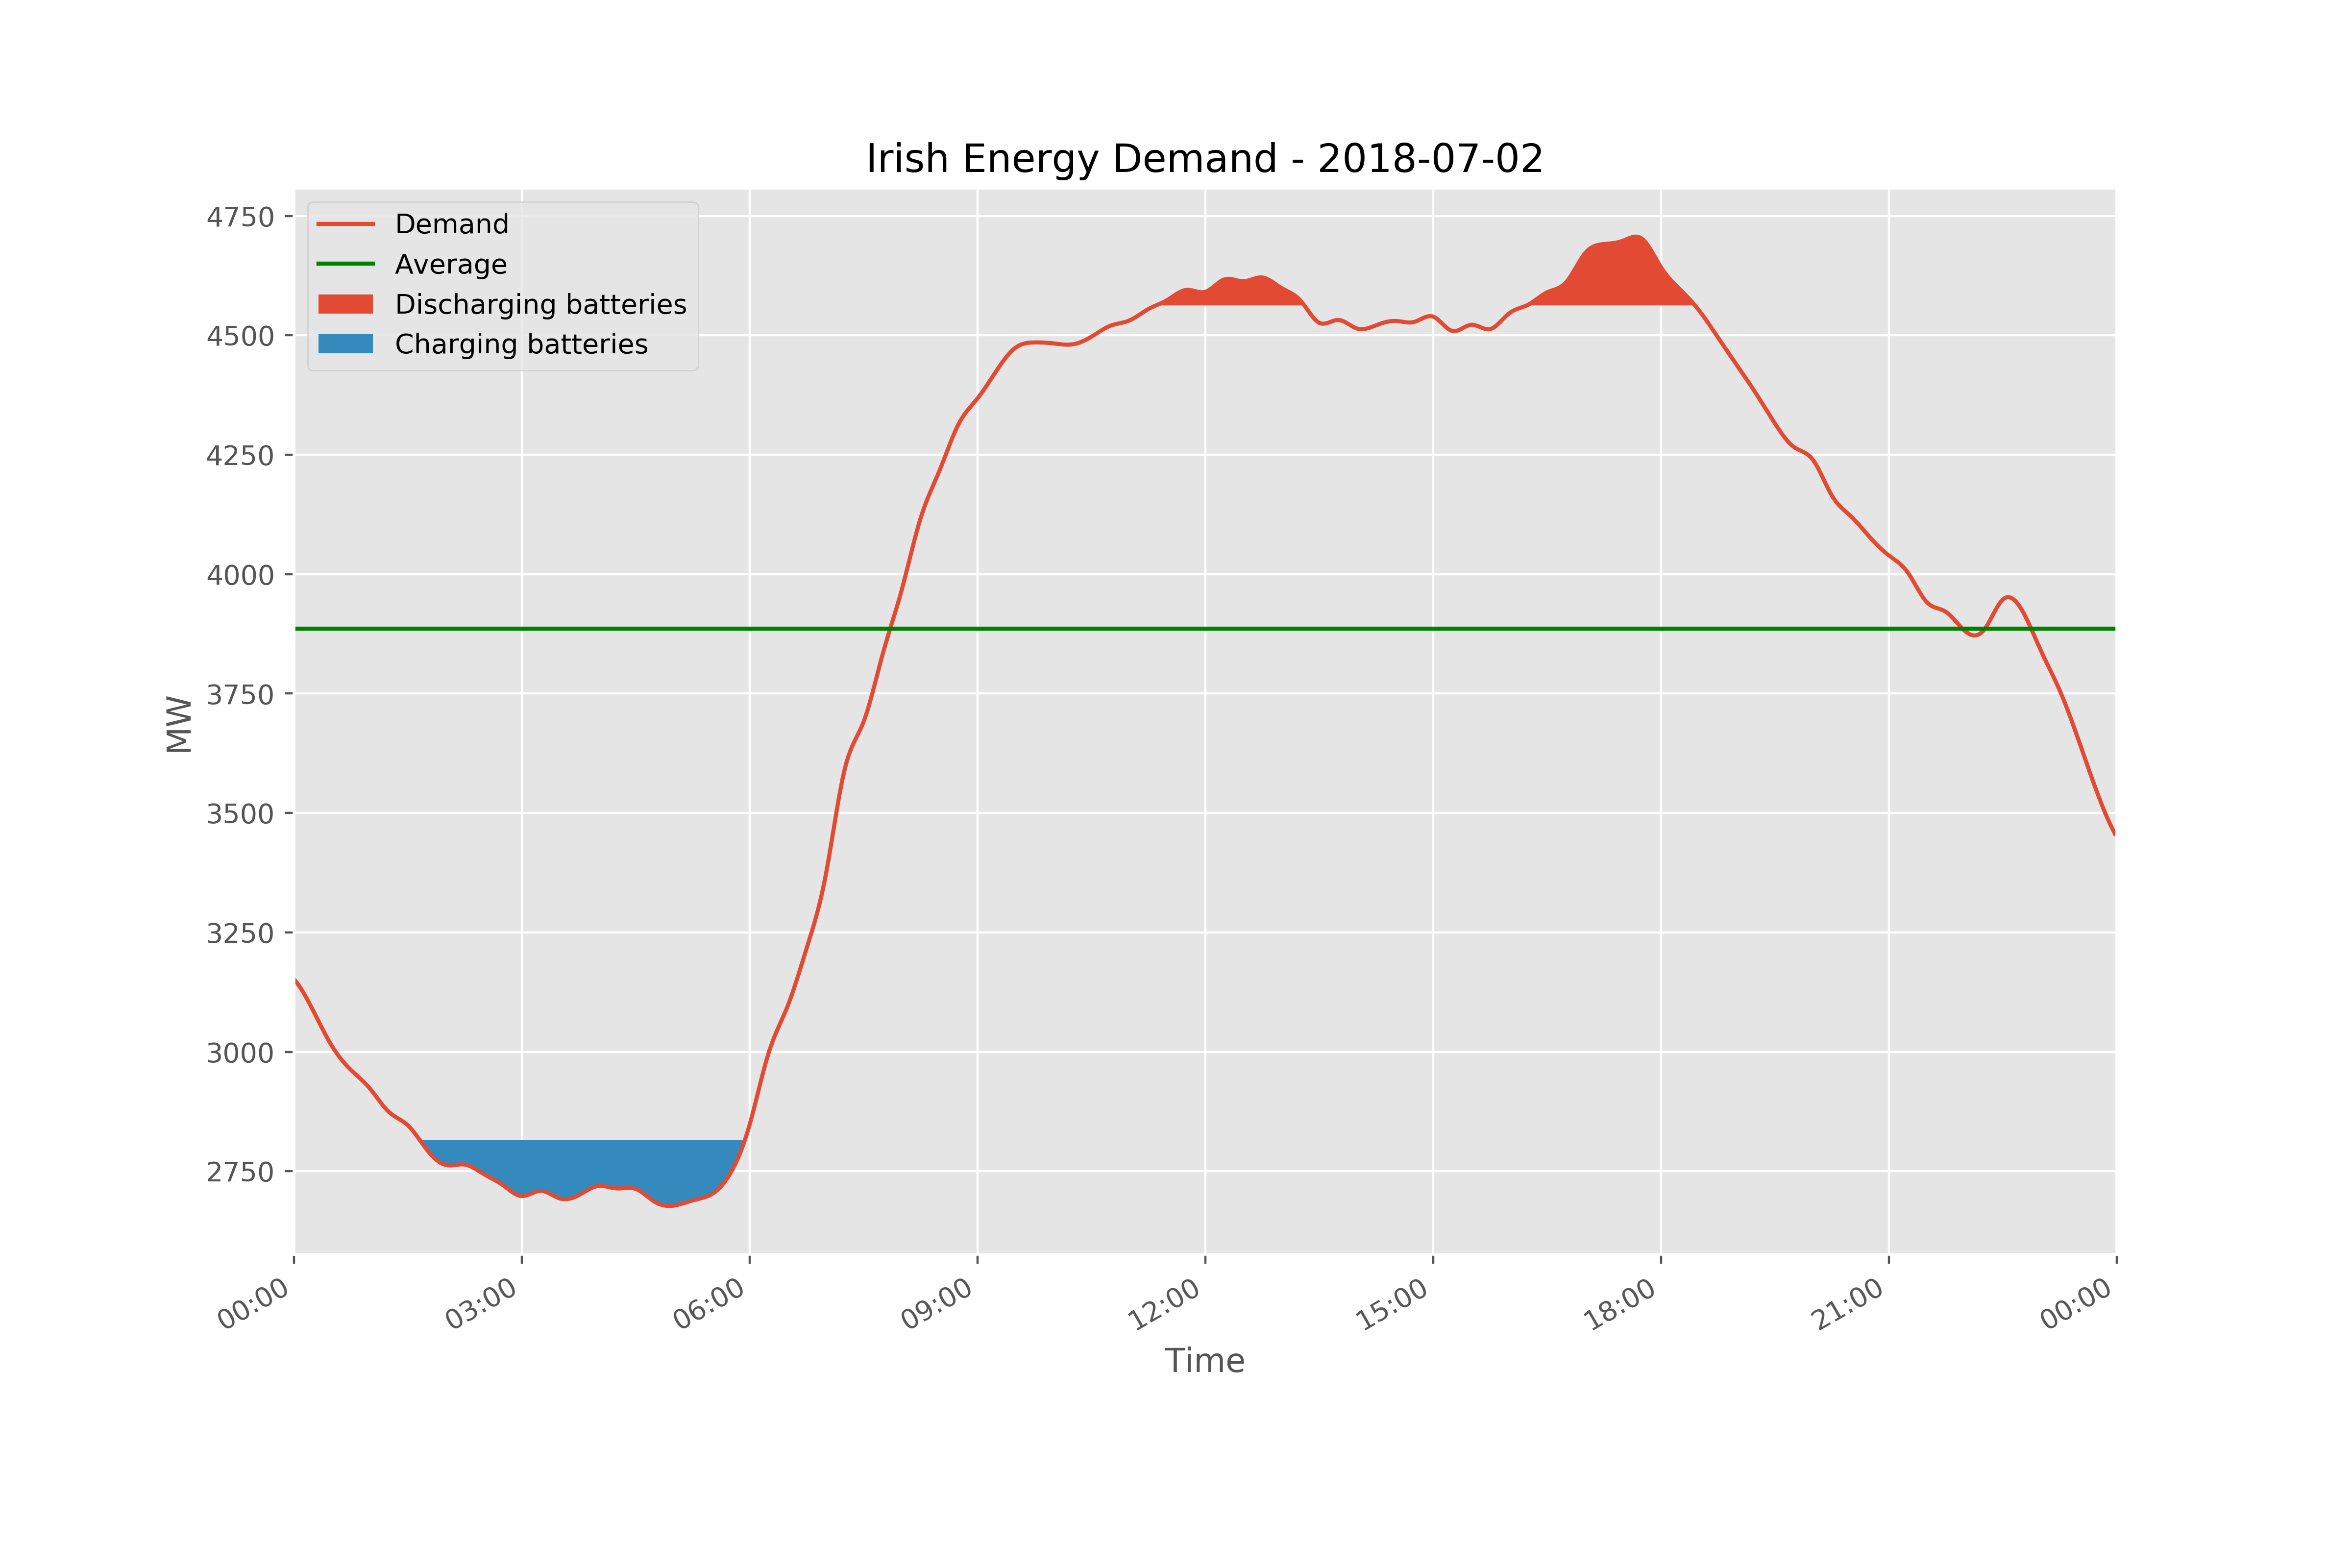 Irish Energy Demand - 2018-07-02
Demand
Average
Discharging batteries
Charging batteries
4750
4500
4250
4000
3750
3500
3250
3000
2750
MW
00:00
03:00
06:00
09:00
12:00
15:00
18:00
21:00
00:00
Time